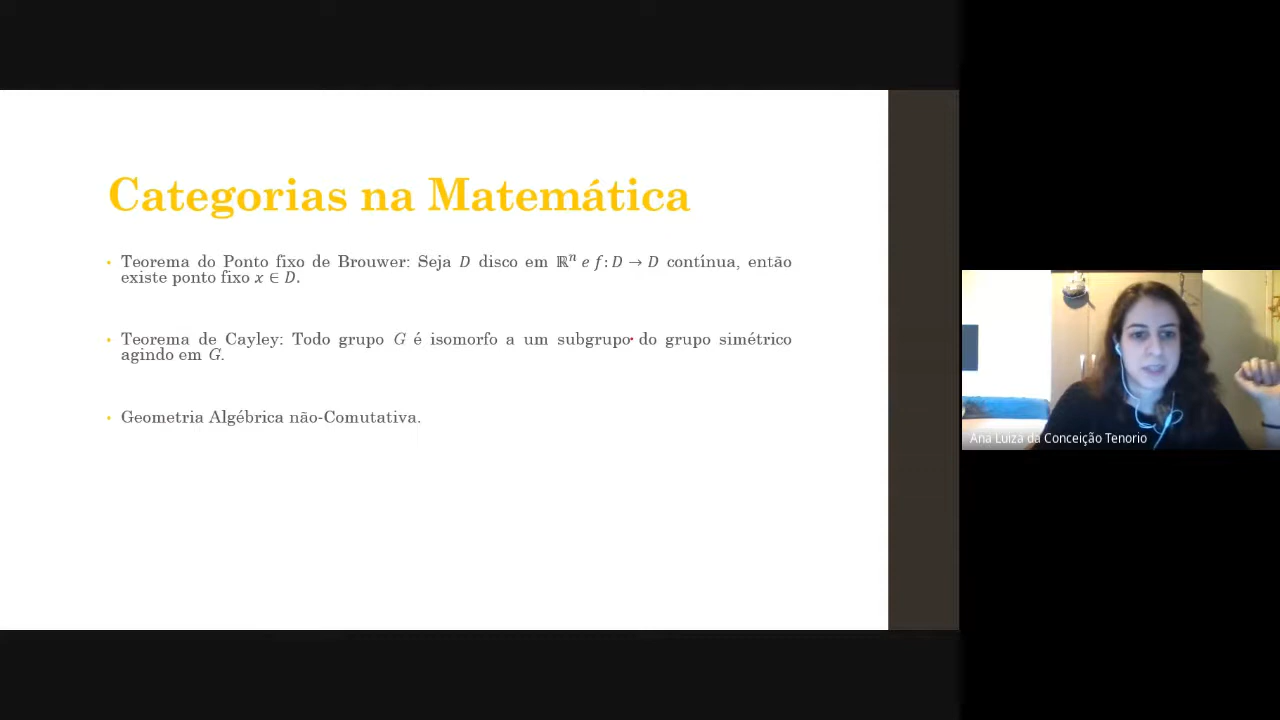 Categorias na Matemática
• Teorema do Ponto fixo de Brouwer: Seja D disco em ℝⁿ e f: D → D contínua, então
existe ponto fixo x ∈ D.
• Teorema de Cayley: Todo grupo G é isomorfo a um subgrupo do grupo simétrico
agindo em G.
• Geometria Algébrica não-Comutativa.
Ana Luiza da Conceição Tenorio